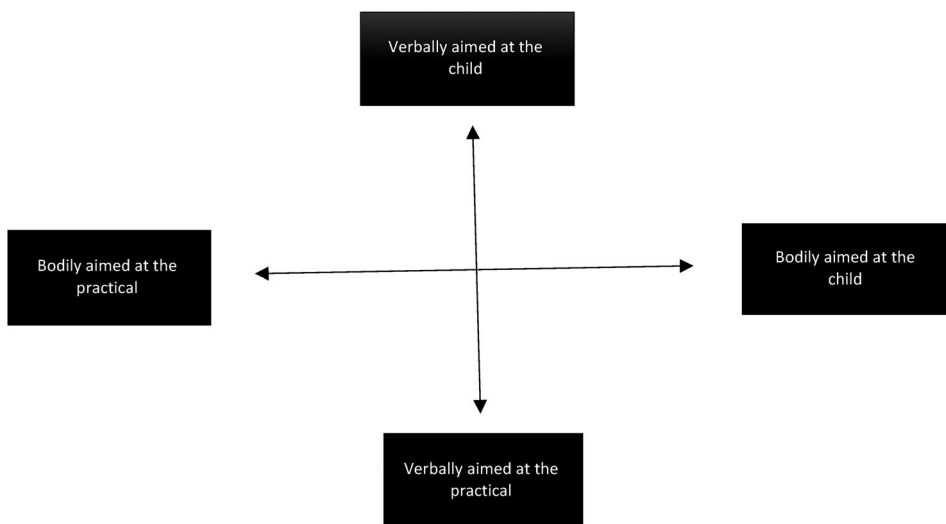 Verbally aimed at the
child
Bodily aimed at the
practical
Bodily aimed at the
child
Verbally aimed at the
practical